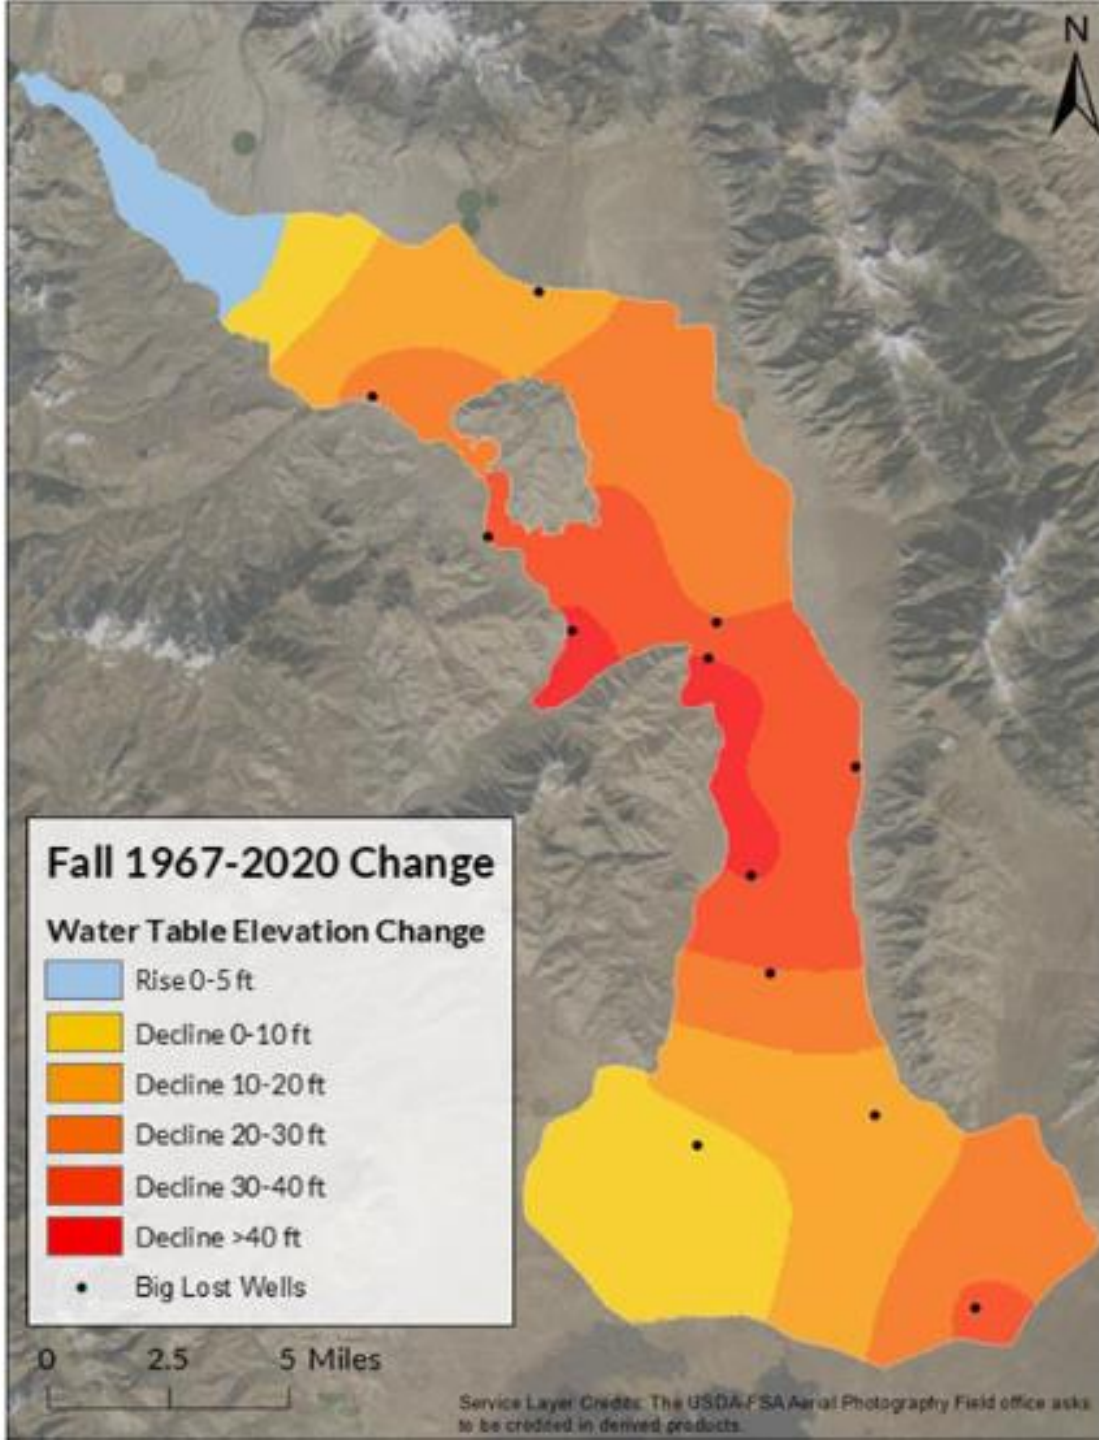 N
Fall 1967-2020 Change
Water Table Elevation Change
Rise 0-5 ft
Decline 0-10 ft
Decline 10-20 ft
Decline 20-30 ft
Decline 30-40 ft
Decline >40 ft
Big Lost Wells
0 2.5 5 Miles
Service Layer Credits: The USDA-FSA Aerial Photography Field office asks
to be credited in derived products.